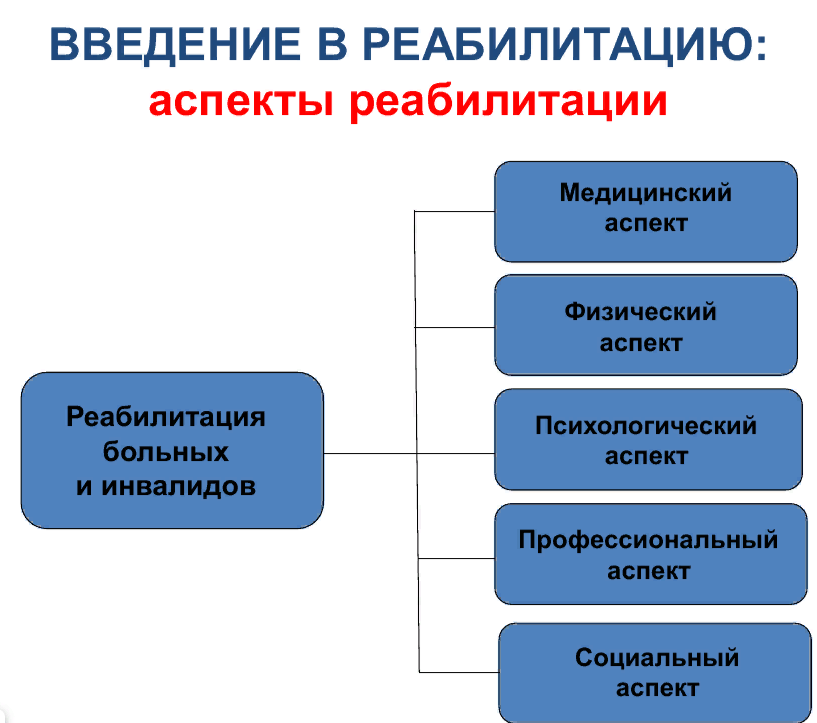 ВВЕДЕНИЕ В РЕАБИЛИТАЦИЮ:
аспекты реабилитации
Медицинский
аспект
Физический
аспект
Реабилитация
больных
и инвалидов
Психологический
аспект
Профессиональный
аспект
Социальный
аспект